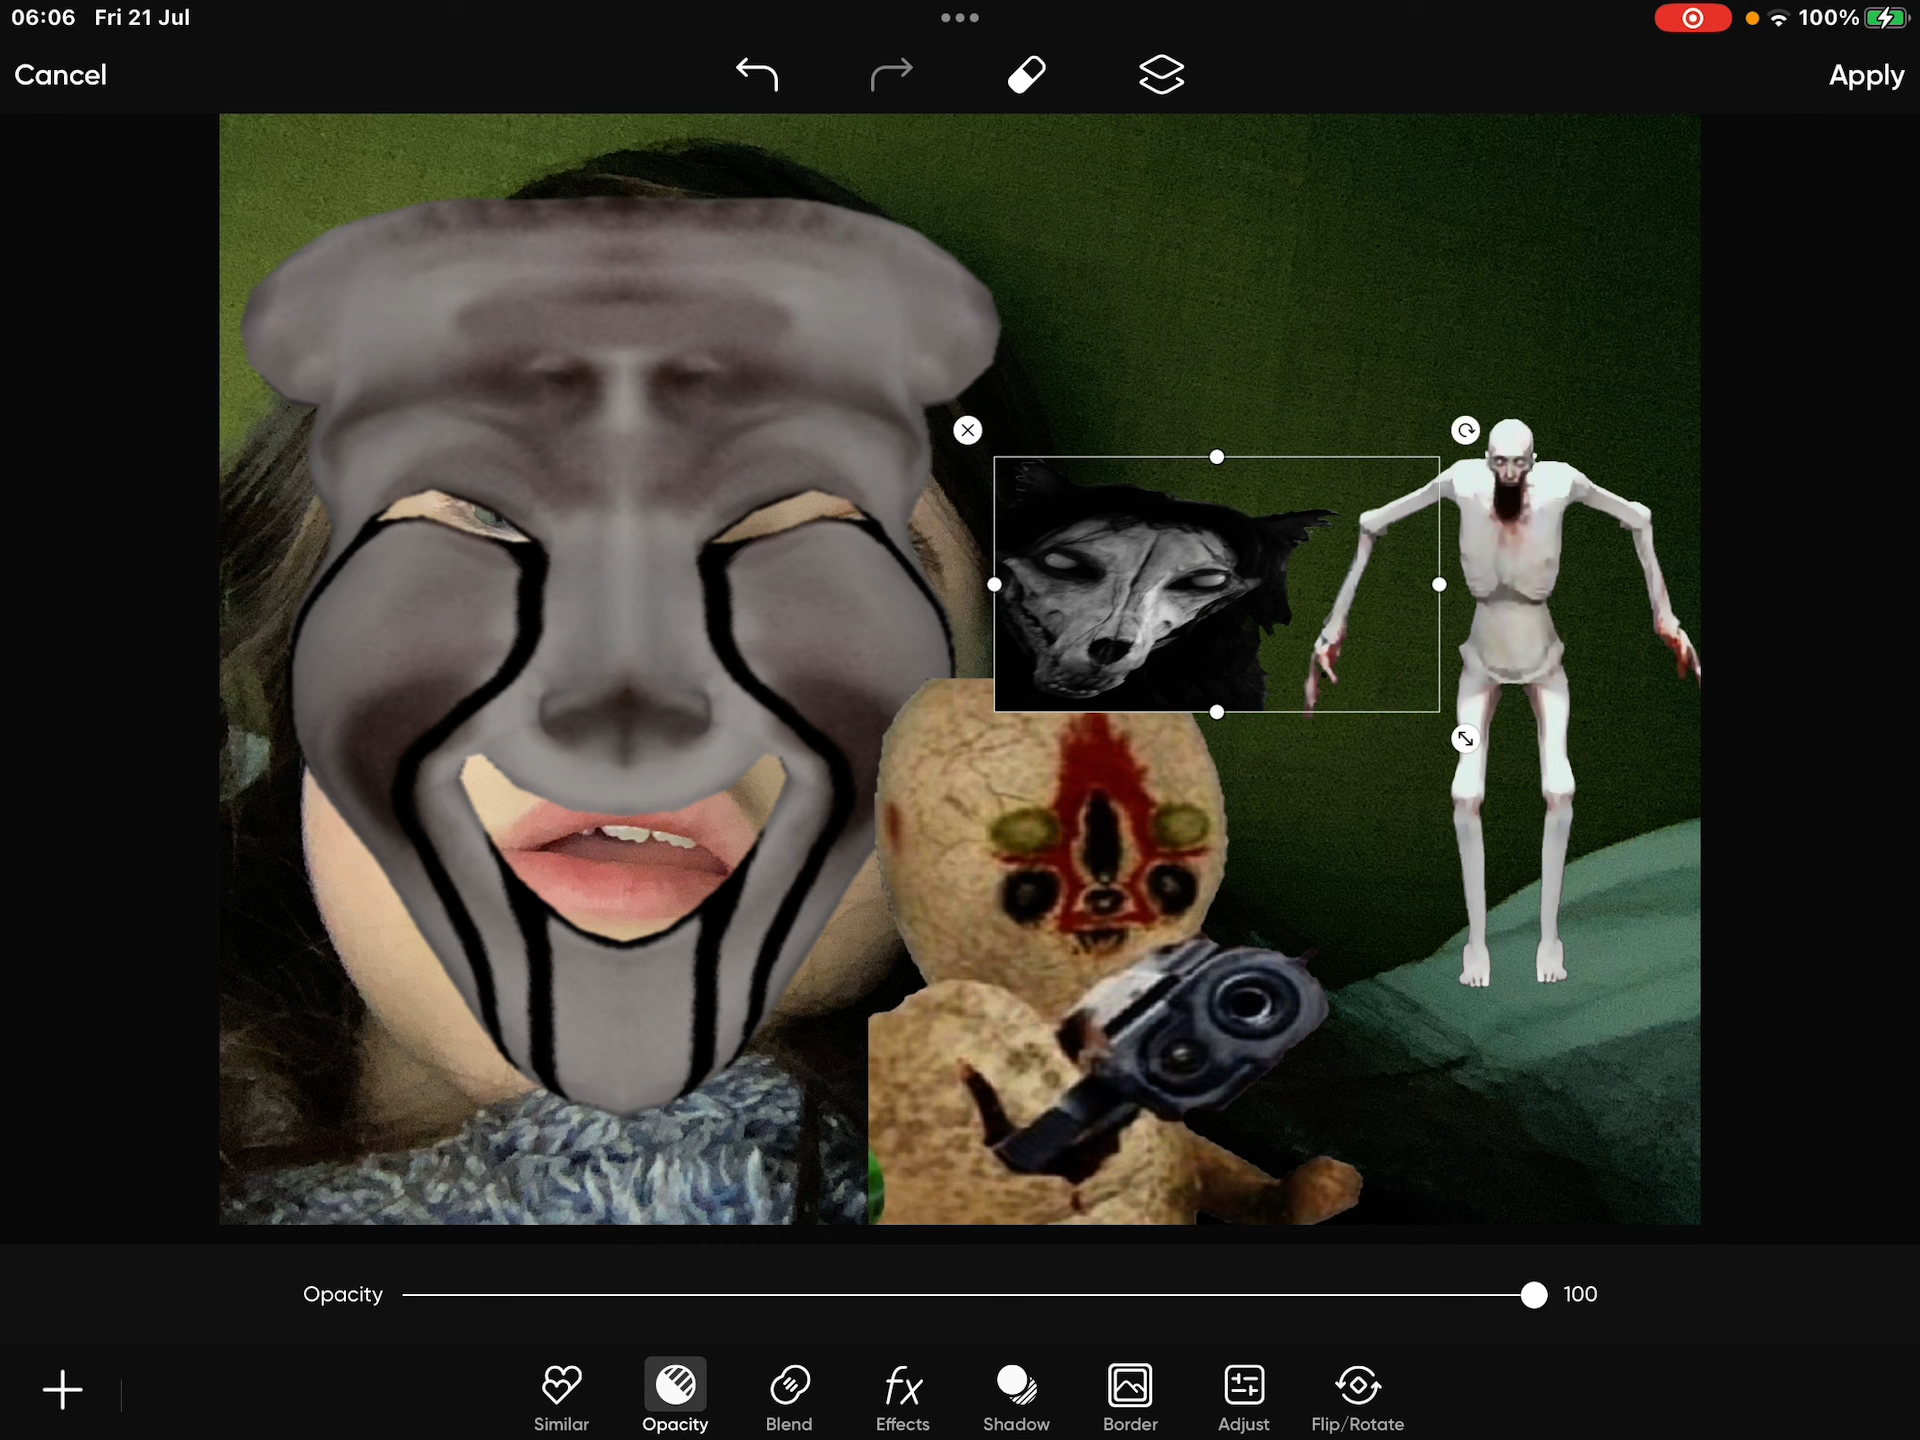 06:06 Fri 21 Jul
100%
Cancel
Apply
Opacity
100
Similar
Opacity
Blend
fx
Effects
Shadow
Border
Adjust
Flip/Rotate